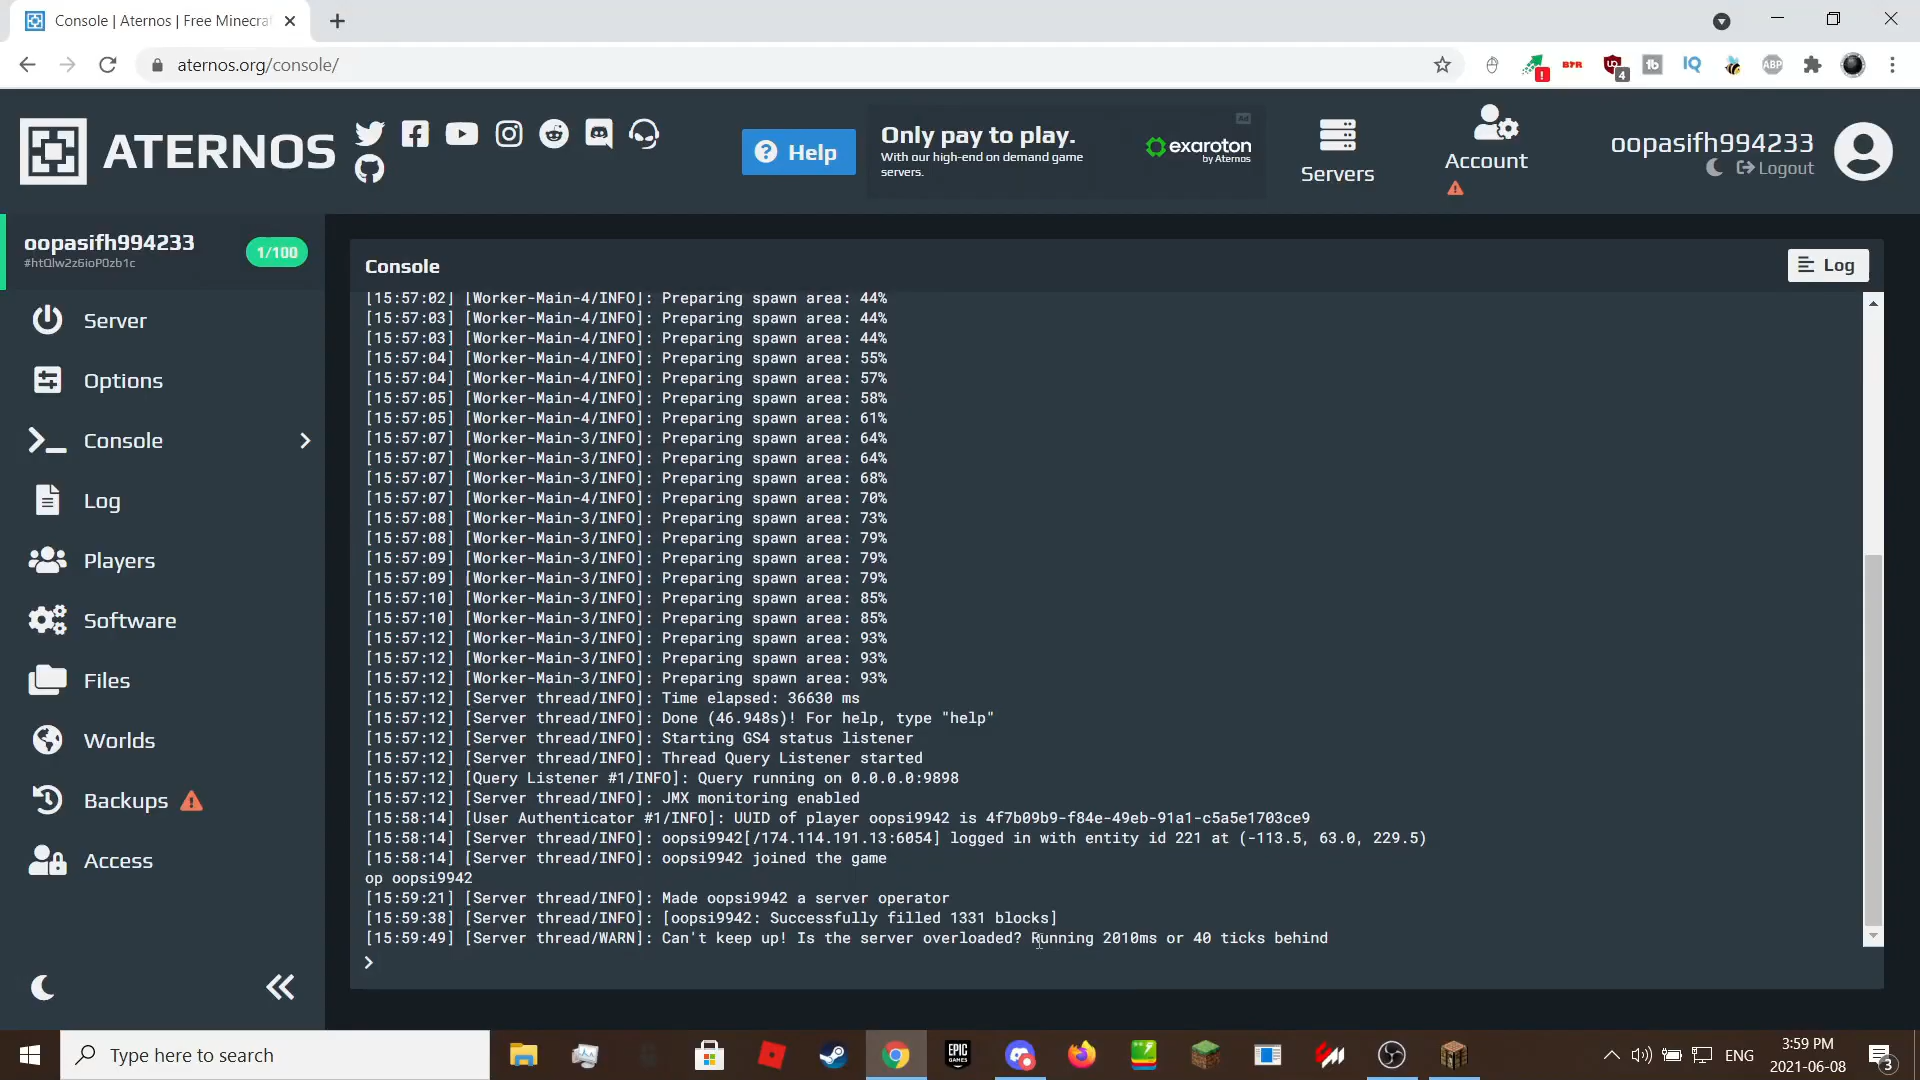 Console | Aternos | Free Minecra
aternos.org/console/
ATERNOS
Help
Ad
Only pay to play.
With our high-end on demand game
servers.
exaroton
by Aternos
Servers
Account
oopasifh994233
Logout
oopasifh994233
1/100
Server
Options
Console
Log
Players
Software
Files
Worlds
Backups
Access
Console
Log
[15:57:02] [Worker-Main-4/INFO]: Preparing spawn area: 44%
[15:57:03] [Worker-Main-4/INFO]: Preparing spawn area: 44%
[15:57:03] [Worker-Main-4/INFO]: Preparing spawn area: 44%
[15:57:04] [Worker-Main-4/INFO]: Preparing spawn area: 55%
[15:57:04] [Worker-Main-4/INFO]: Preparing spawn area: 57%
[15:57:05] [Worker-Main-4/INFO]: Preparing spawn area: 58%
[15:57:05] [Worker-Main-4/INFO]: Preparing spawn area: 61%
[15:57:07] [Worker-Main-3/INFO]: Preparing spawn area: 64%
[15:57:07] [Worker-Main-3/INFO]: Preparing spawn area: 64%
[15:57:07] [Worker-Main-3/INFO]: Preparing spawn area: 68%
[15:57:07] [Worker-Main-4/INFO]: Preparing spawn area: 70%
[15:57:08] [Worker-Main-3/INFO]: Preparing spawn area: 73%
[15:57:08] [Worker-Main-3/INFO]: Preparing spawn area: 79%
[15:57:09] [Worker-Main-3/INFO]: Preparing spawn area: 79%
[15:57:09] [Worker-Main-3/INFO]: Preparing spawn area: 79%
[15:57:10] [Worker-Main-3/INFO]: Preparing spawn area: 85%
[15:57:10] [Worker-Main-3/INFO]: Preparing spawn area: 85%
[15:57:12] [Worker-Main-3/INFO]: Preparing spawn area: 93%
[15:57:12] [Worker-Main-3/INFO]: Preparing spawn area: 93%
[15:57:12] [Worker-Main-3/INFO]: Preparing spawn area: 93%
[15:57:12] [Server thread/INFO]: Time elapsed: 36630 ms
[15:57:12] [Server thread/INFO]: Done (46.948s)! For help, type "help"
[15:57:12] [Server thread/INFO]: Starting GS4 status listener
[15:57:12] [Server thread/INFO]: Thread Query Listener started
[15:57:12] [Query Listener #1/INFO]: Query running on 0.0.0.0:9898
[15:57:12] [Server thread/INFO]: JMX monitoring enabled
[15:58:14] [User Authenticator #1/INFO]: UUID of player oopsi9942 is 4f7b09b9-f84e-49eb-91a1-c5a5e1703ce9
[15:58:14] [Server thread/INFO]: oopsi9942[/174.114.191.13:6054] logged in with entity id 221 at (-113.5, 63.0, 229.5)
[15:58:14] [Server thread/INFO]: oopsi9942 joined the game
op oopsi9942
[15:59:21] [Server thread/INFO]: Made oopsi9942 a server operator
[15:59:38] [Server thread/INFO]: [oopsi9942: Successfully filled 1331 blocks]
[15:59:49] [Server thread/WARN]: Can't keep up! Is the server overloaded? Running 2010ms or 40 ticks behind
>
Type here to search
EPIC
GAMES
ENG
3:59 PM
2021-06-08
3